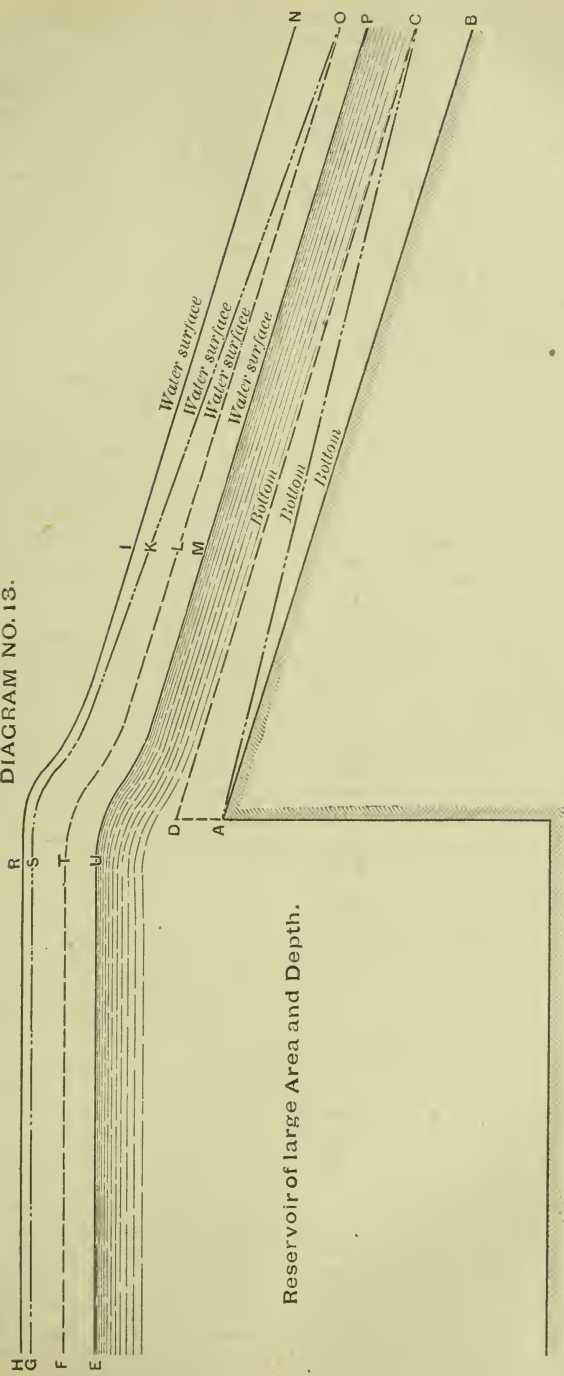 DIAGRAM NO. 13.
H
G
F
E
R
S
T
U
D
A
I
K
L
M
Water surface
Water surface
Water surface
Water surface
Bottom
Bottom
Bottom
N
O
P
C
B
Reservoir of large Area and Depth.